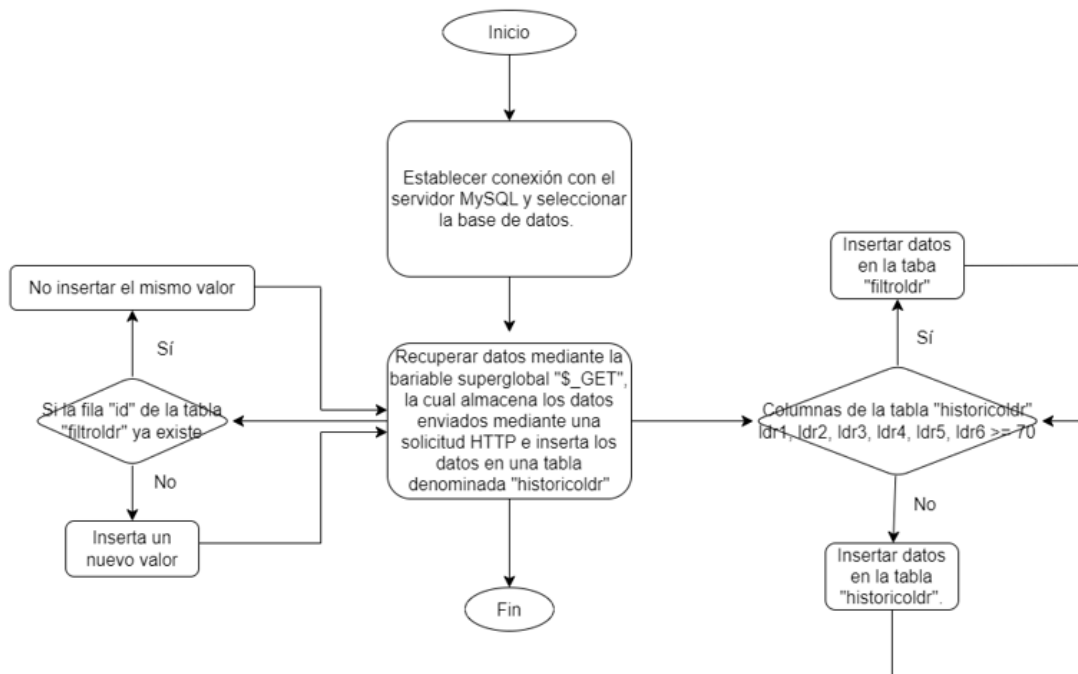 Inicio
Establecer conexión con el
servidor MySQL y seleccionar
la base de datos.
Insertar datos
en la taba
"filtroldr"
No insertar el mismo valor
Sí
Sí
Recuperar datos mediante la
bariable superglobal "$_GET",
la cual almacena los datos
enviados mediante una
solicitud HTTP e inserta los
datos en una tabla
denominada "historicoldr"
Si la fila "id" de la tabla
"filtroldr" ya existe
Columnas de la tabla "historicoldr"
ldr1, ldr2, ldr3, ldr4, ldr5, ldr6 >= 70
No
No
Inserta un
nuevo valor
Insertar datos
en la tabla
"historicoldr".
Fin